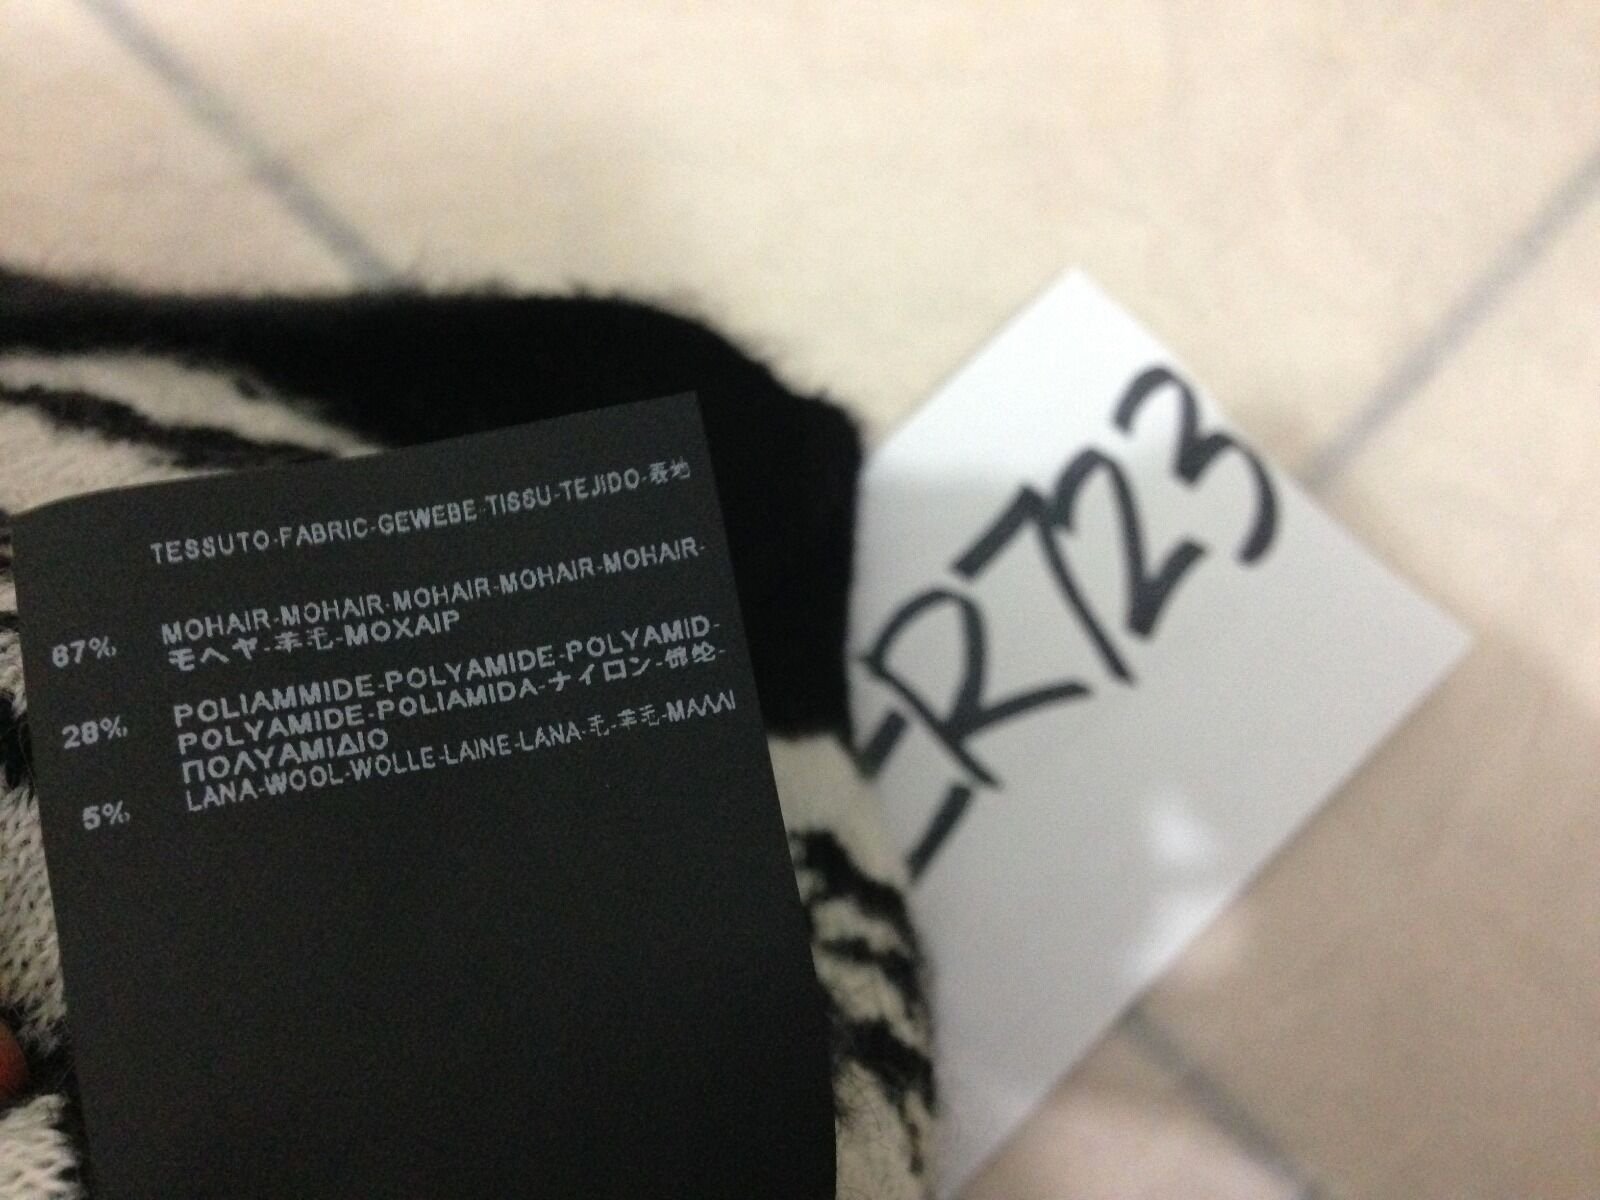 TESSUTO-FABRIC-GEWEBE-TISSU-TEJIDO-表地
67% MOHAIR-MOHAIR-MOHAIR-MOHAIR-MOHAIR-
モヘヤ-羊毛-ΜΟΧΑΙΡ
28% POLIAMMIDE-POLYAMIDE-POLYAMID-
POLYAMIDE-POLIAMIDA-ナイロン-锦纶-
ΠΟΛΥΑΜΙΔΙΟ
5% LANA-WOOL-WOLLE-LAINE-LANA-毛-羊毛-ΜΑΛΛΙ
R723